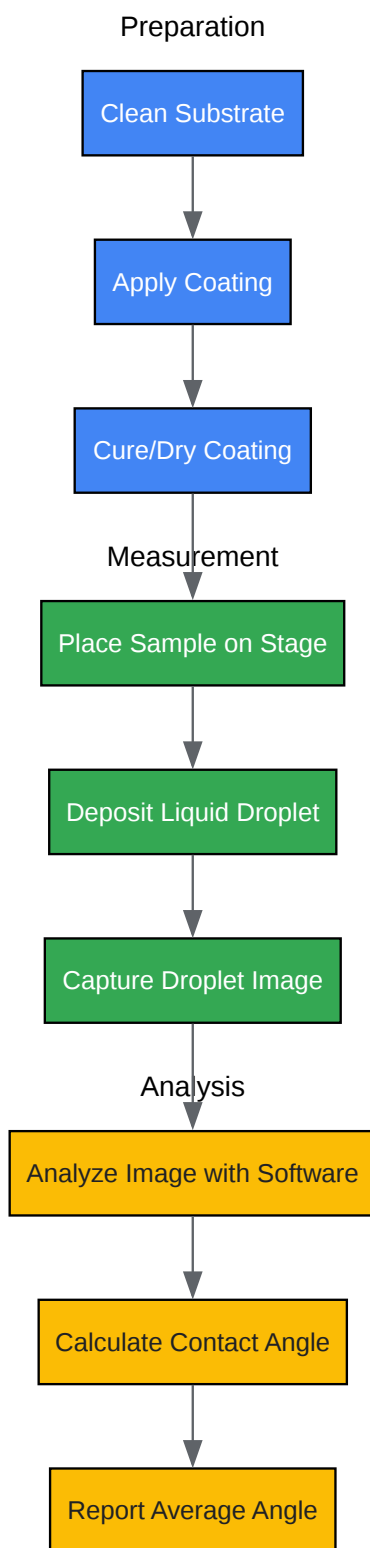 Preparation
Clean Substrate
Apply Coating
Cure/Dry Coating
Measurement
Place Sample on Stage
Deposit Liquid Droplet
Capture Droplet Image
Analysis
Analyze Image with Software
Calculate Contact Angle
Report Average Angle